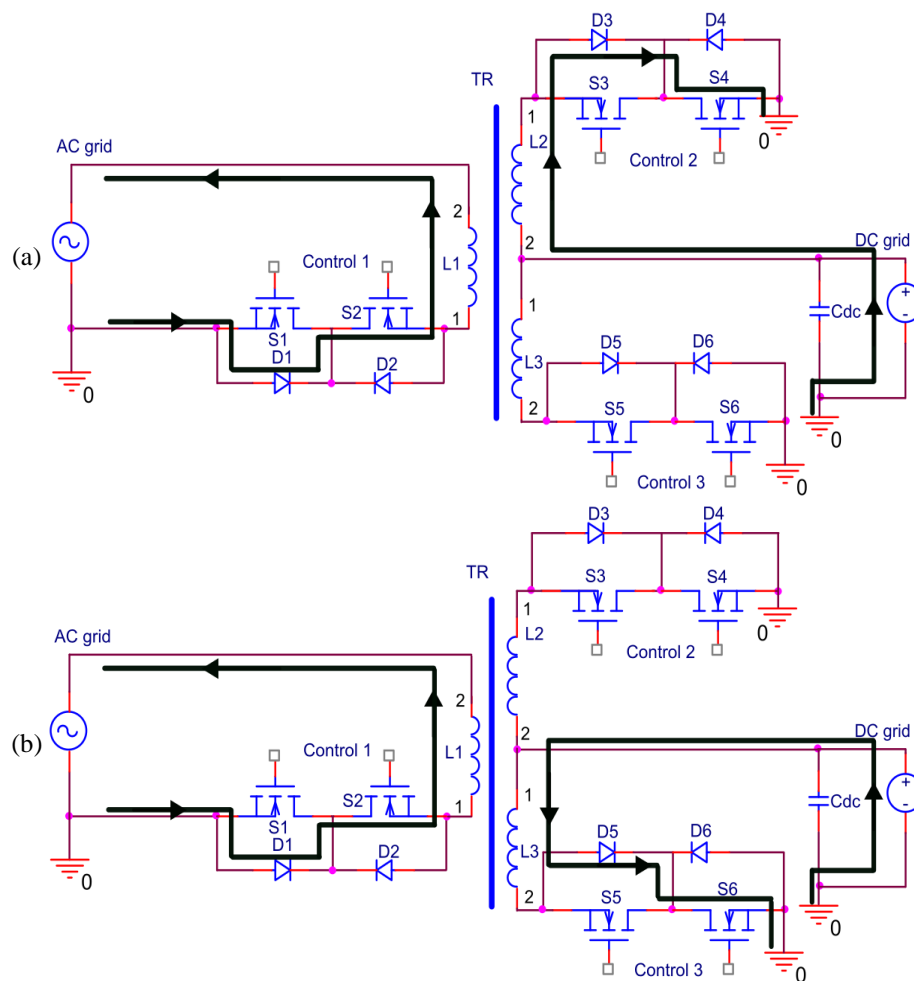 D3 D4
TR
S3 S4
1
L2
0
AC grid
Control 2
2
2
DC grid
(a)
Control 1
L1
+
-
S2
1
Cdc
S1
1
D1
D5 D6
D2
L3
0
2
S5 S6
0
Control 3
0
D3 D4
TR
S3 S4
1
L2
0
AC grid
Control 2
2
2
DC grid
(b)
Control 1
L1
+
-
S2
1
Cdc
S1
1
D1
D5 D6
D2
L3
0
2
S5 S6
0
Control 3
0